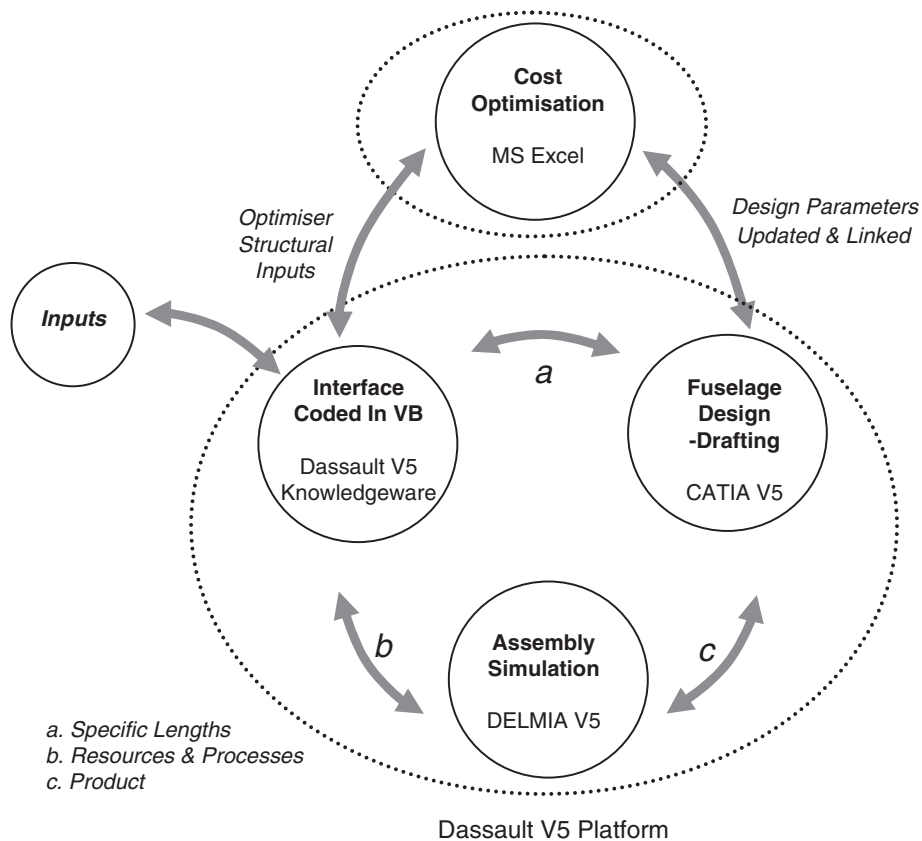 Cost
Optimisation
MS Excel
Optimiser
Structural
Inputs
Design Parameters
Updated & Linked
Inputs
Interface
Coded In VB
Dassault V5
Knowledgeware
a
Fuselage
Design
-Drafting
CATIA V5
b
Assembly
Simulation
DELMIA V5
c
a. Specific Lengths
b. Resources & Processes
c. Product
Dassault V5 Platform